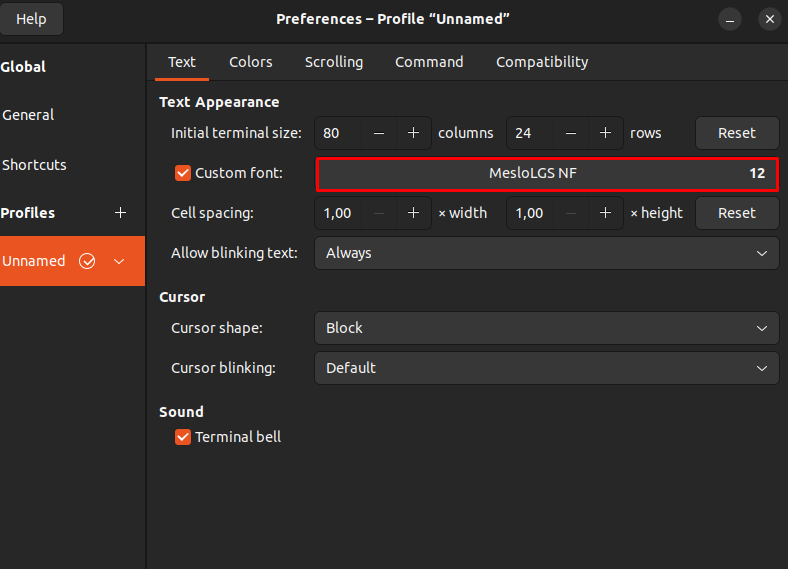 Help
Preferences – Profile “Unnamed”
Global
General
Shortcuts
Profiles
Unnamed
Text Colors Scrolling Command Compatibility
Text Appearance
Initial terminal size: 80 columns 24 rows Reset
Custom font: MesloLGS NF 12
Cell spacing: 1,00 × width 1,00 × height Reset
Allow blinking text: Always
Cursor
Cursor shape: Block
Cursor blinking: Default
Sound
Terminal bell